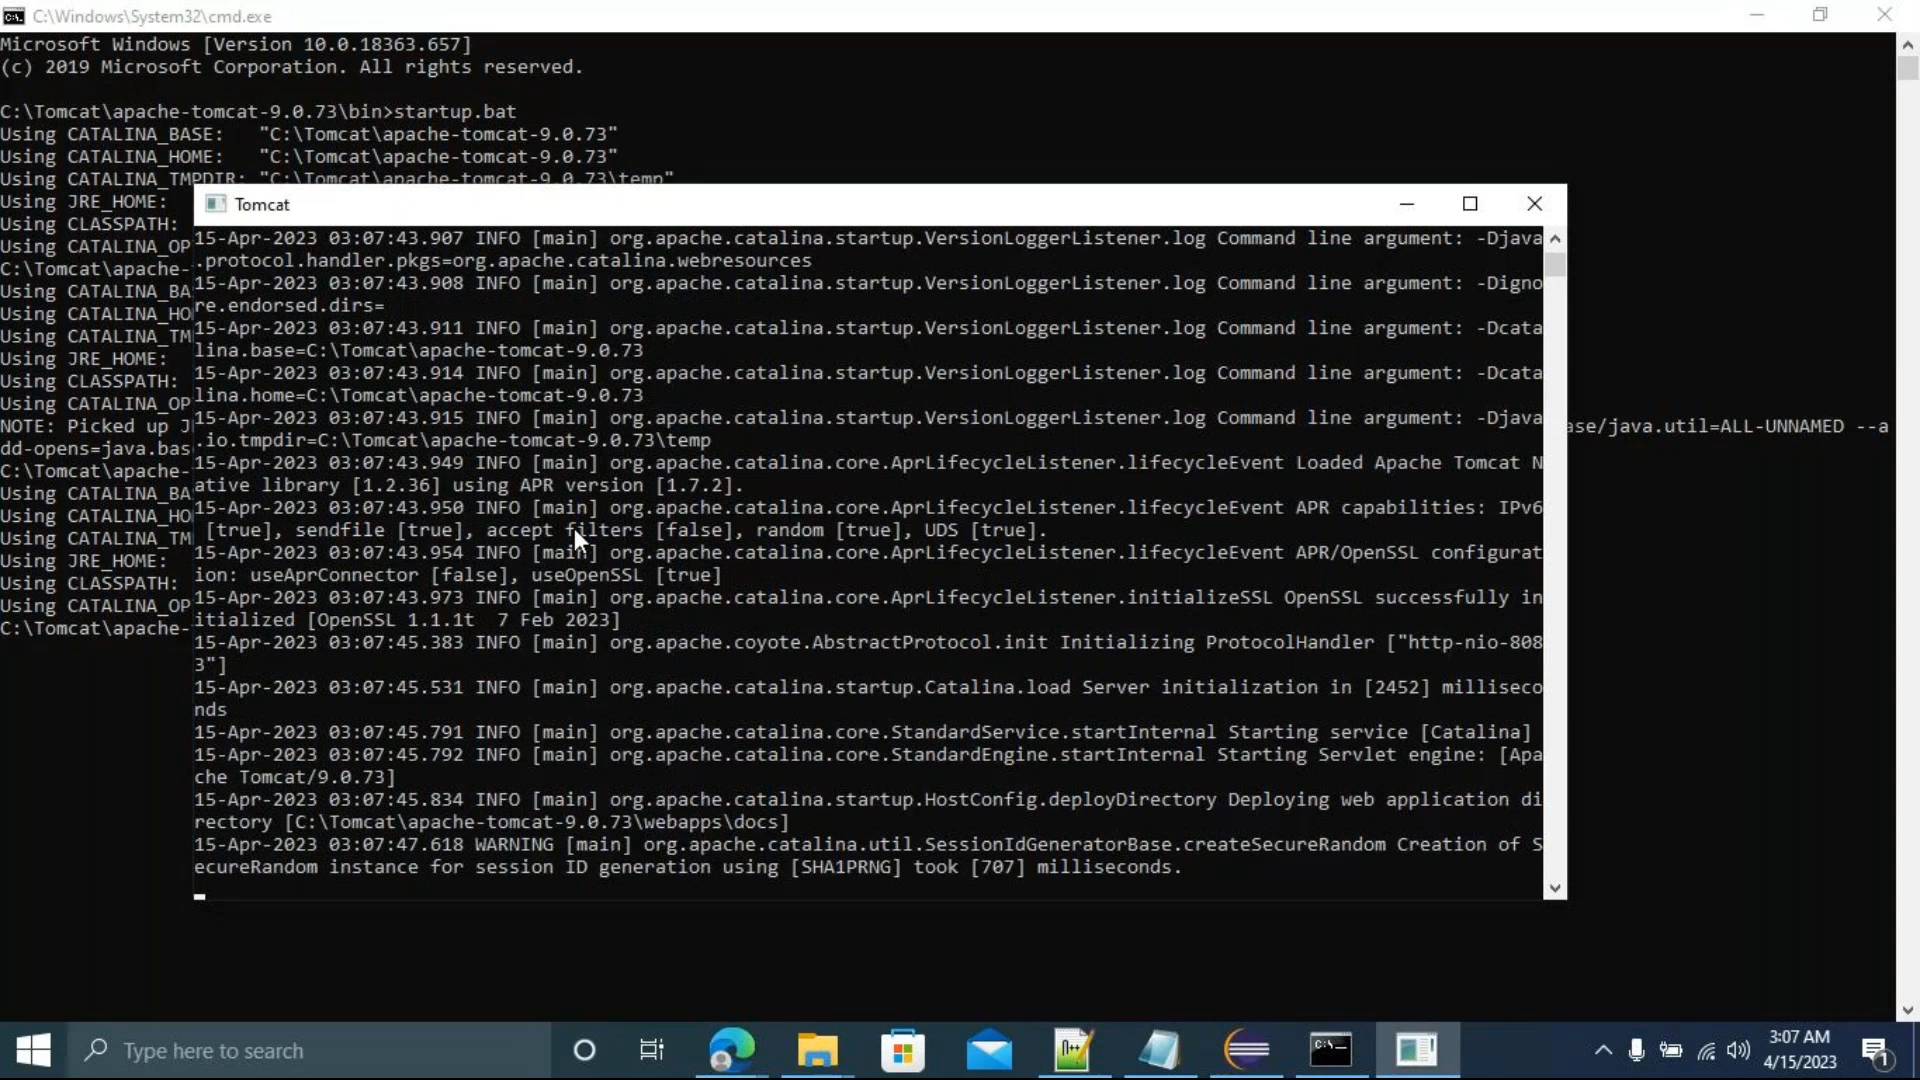 C:\Windows\System32\cmd.exe
Microsoft Windows [Version 10.0.18363.657]
(c) 2019 Microsoft Corporation. All rights reserved.
C:\Tomcat\apache-tomcat-9.0.73\bin>startup.bat
Using CATALINA_BASE:   "C:\Tomcat\apache-tomcat-9.0.73"
Using CATALINA_HOME:   "C:\Tomcat\apache-tomcat-9.0.73"
Using CATALINA_TMPDIR: "C:\Tomcat\apache-tomcat-9.0.73\temp"
Using JRE_HOME:
Using CLASSPATH:
Using CATALINA_OP
C:\Tomcat\apache-
Using CATALINA_BA
Using CATALINA_HO
Using CATALINA_TM
Using JRE_HOME:
Using CLASSPATH:
Using CATALINA_OP
NOTE: Picked up J
ase/java.util=ALL-UNNAMED --a
dd-opens=java.bas
C:\Tomcat\apache-
Using CATALINA_BA
Using CATALINA_HO
Using CATALINA_TM
Using JRE_HOME:
Using CLASSPATH:
Using CATALINA_OP
C:\Tomcat\apache-
Tomcat
15-Apr-2023 03:07:43.907 INFO [main] org.apache.catalina.startup.VersionLoggerListener.log Command line argument: -Djava
.protocol.handler.pkgs=org.apache.catalina.webresources
15-Apr-2023 03:07:43.908 INFO [main] org.apache.catalina.startup.VersionLoggerListener.log Command line argument: -Digno
re.endorsed.dirs=
15-Apr-2023 03:07:43.911 INFO [main] org.apache.catalina.startup.VersionLoggerListener.log Command line argument: -Dcata
lina.base=C:\Tomcat\apache-tomcat-9.0.73
15-Apr-2023 03:07:43.914 INFO [main] org.apache.catalina.startup.VersionLoggerListener.log Command line argument: -Dcata
lina.home=C:\Tomcat\apache-tomcat-9.0.73
15-Apr-2023 03:07:43.915 INFO [main] org.apache.catalina.startup.VersionLoggerListener.log Command line argument: -Djava
.io.tmpdir=C:\Tomcat\apache-tomcat-9.0.73\temp
15-Apr-2023 03:07:43.949 INFO [main] org.apache.catalina.core.AprLifecycleListener.lifecycleEvent Loaded Apache Tomcat N
ative library [1.2.36] using APR version [1.7.2].
15-Apr-2023 03:07:43.950 INFO [main] org.apache.catalina.core.AprLifecycleListener.lifecycleEvent APR capabilities: IPv6
[true], sendfile [true], accept filters [false], random [true], UDS [true].
15-Apr-2023 03:07:43.954 INFO [main] org.apache.catalina.core.AprLifecycleListener.lifecycleEvent APR/OpenSSL configurat
ion: useAprConnector [false], useOpenSSL [true]
15-Apr-2023 03:07:43.973 INFO [main] org.apache.catalina.core.AprLifecycleListener.initializeSSL OpenSSL successfully in
itialized [OpenSSL 1.1.1t  7 Feb 2023]
15-Apr-2023 03:07:45.383 INFO [main] org.apache.coyote.AbstractProtocol.init Initializing ProtocolHandler ["http-nio-808
3"]
15-Apr-2023 03:07:45.531 INFO [main] org.apache.catalina.startup.Catalina.load Server initialization in [2452] milliseco
nds
15-Apr-2023 03:07:45.791 INFO [main] org.apache.catalina.core.StandardService.startInternal Starting service [Catalina]
15-Apr-2023 03:07:45.792 INFO [main] org.apache.catalina.core.StandardEngine.startInternal Starting Servlet engine: [Apa
che Tomcat/9.0.73]
15-Apr-2023 03:07:45.834 INFO [main] org.apache.catalina.startup.HostConfig.deployDirectory Deploying web application di
rectory [C:\Tomcat\apache-tomcat-9.0.73\webapps\docs]
15-Apr-2023 03:07:47.618 WARNING [main] org.apache.catalina.util.SessionIdGeneratorBase.createSecureRandom Creation of S
ecureRandom instance for session ID generation using [SHA1PRNG] took [707] milliseconds.
Type here to search
3:07 AM
4/15/2023
1